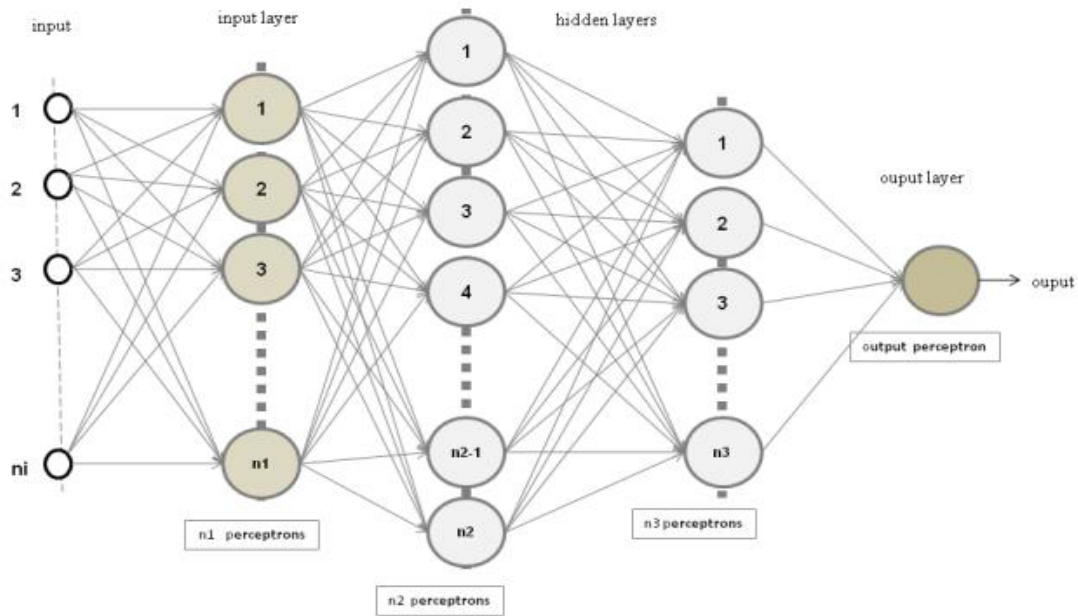 input
input layer
hidden layers
ouput layer
1
2
3
ni
1
2
3
n1
1
2
3
4
n2-1
n2
1
2
3
n3
ouput
output perceptron
n1 perceptrons
n2 perceptrons
n3 perceptrons